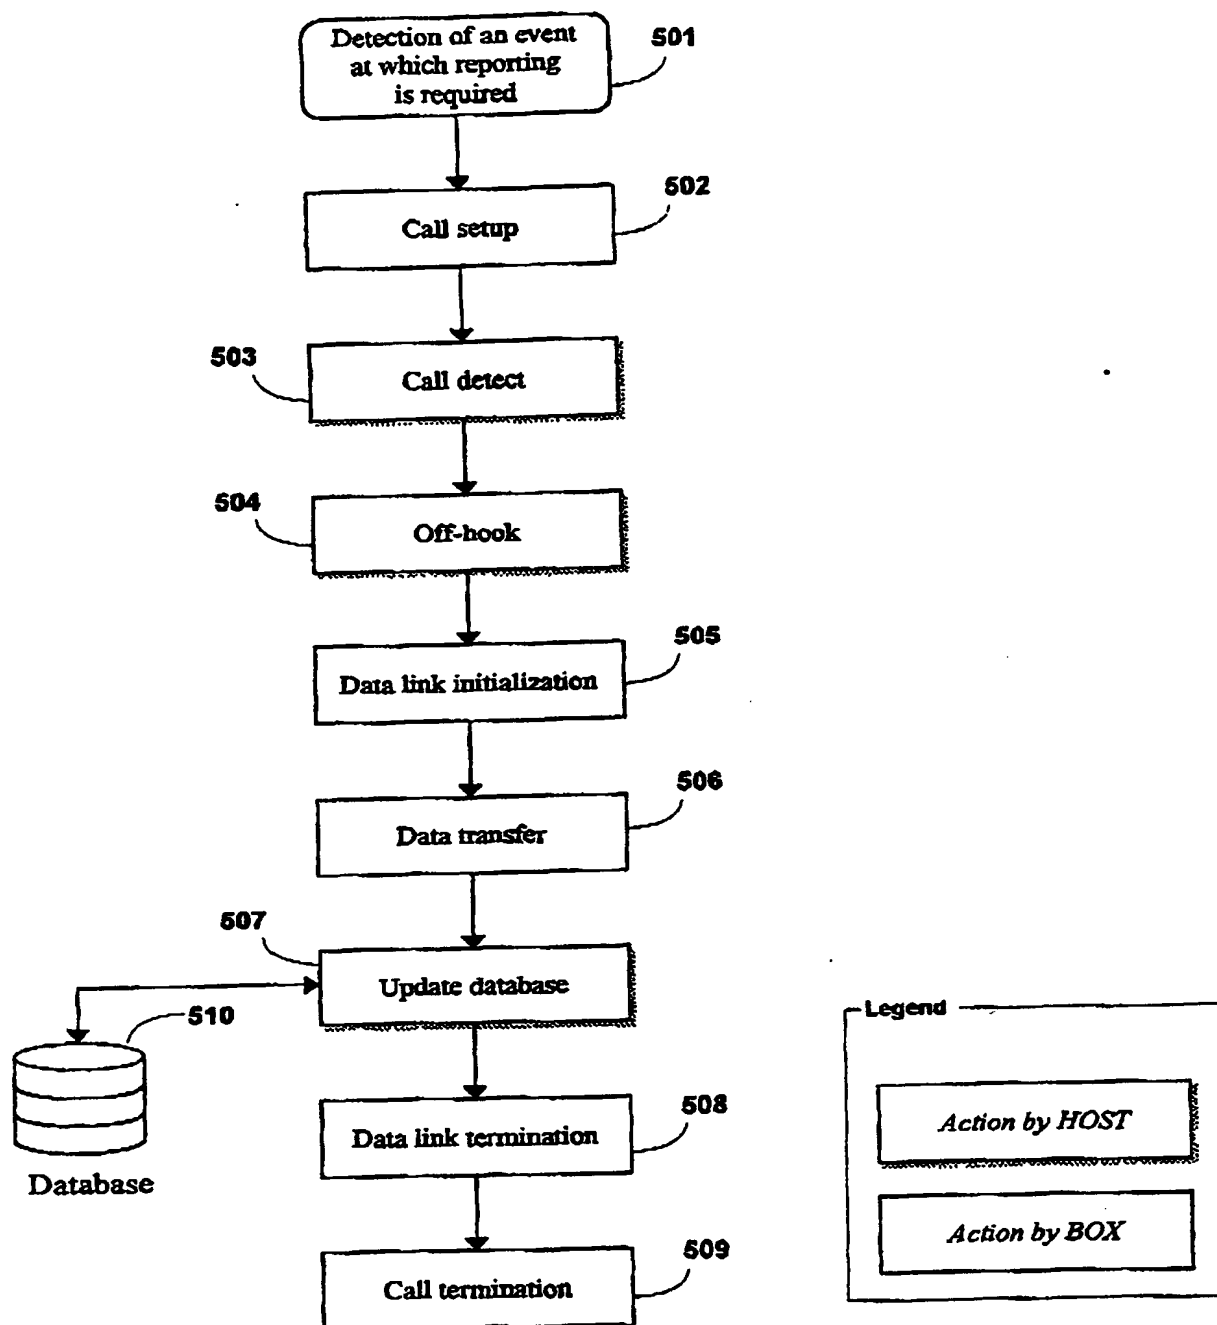 Detection of an event
at which reporting
is required
501
Call setup
502
503
Call detect
504
Off-hook
505
Data link initialization
506
Data transfer
507
Update database
510
Database
508
Data link termination
509
Call termination
Legend
Action by HOST
Action by BOX